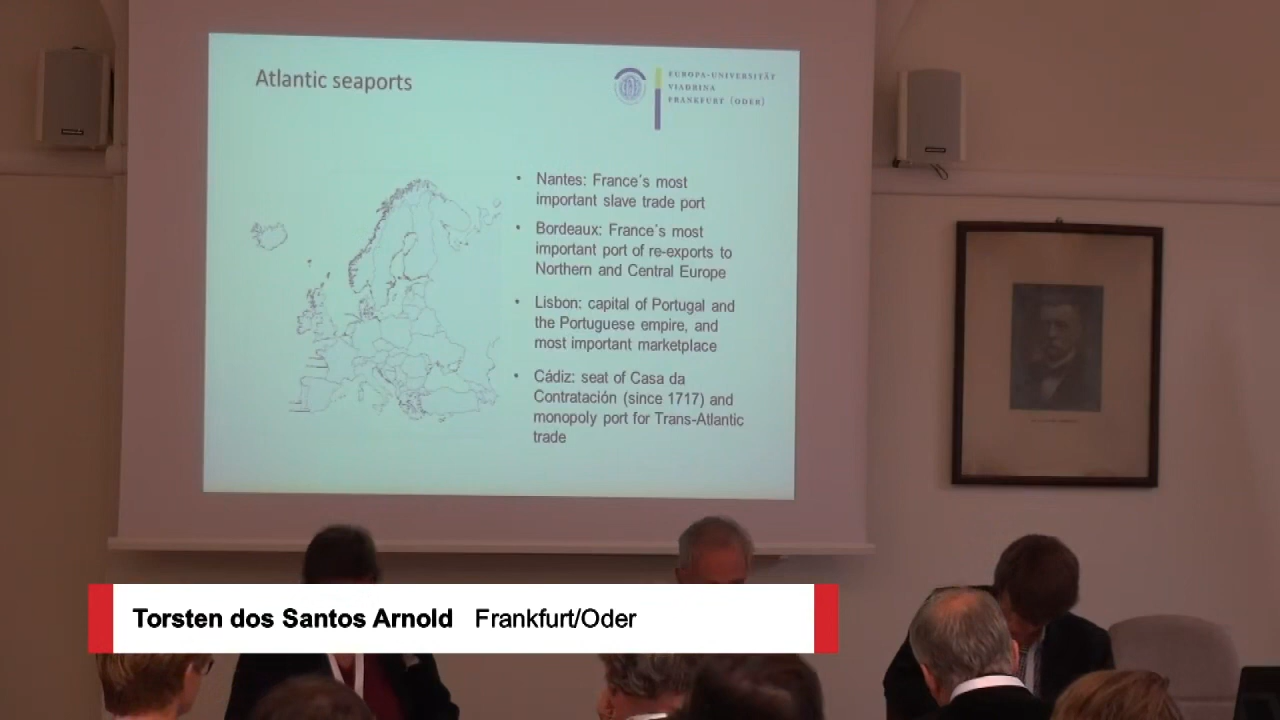 Atlantic seaports
EUROPA-UNIVERSITÄT
VIADRINA
FRANKFURT (ODER)
• Nantes: France´s most
important slave trade port
• Bordeaux: France´s most
important port of re-exports to
Northern and Central Europe
• Lisbon: capital of Portugal and
the Portuguese empire, and
most important marketplace
• Cádiz: seat of Casa da
Contratación (since 1717) and
monopoly port for Trans-Atlantic
trade
Torsten dos Santos Arnold Frankfurt/Oder